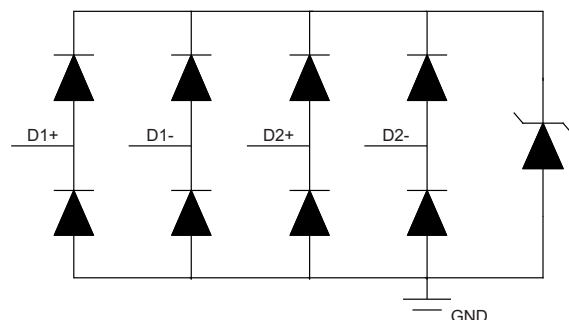 D1+
D1-
D2+
D2-
GND